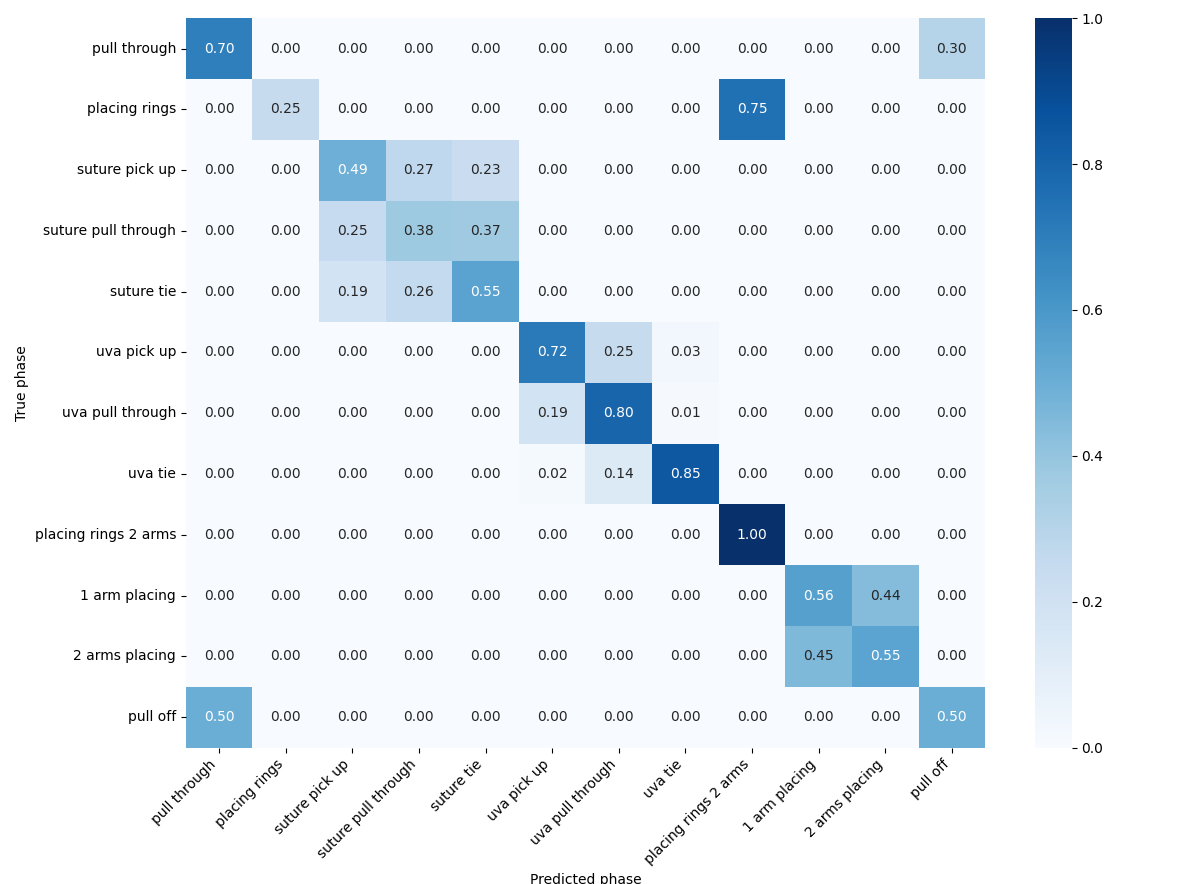 pull through 0.70 0.00 0.00 0.00 0.00 0.00 0.00 0.00 0.00 0.00 0.00 0.30
placing rings 0.00 0.25 0.00 0.00 0.00 0.00 0.00 0.00 0.75 0.00 0.00 0.00
suture pick up 0.00 0.00 0.49 0.27 0.23 0.00 0.00 0.00 0.00 0.00 0.00 0.00
suture pull through 0.00 0.00 0.25 0.38 0.37 0.00 0.00 0.00 0.00 0.00 0.00 0.00
suture tie 0.00 0.00 0.19 0.26 0.55 0.00 0.00 0.00 0.00 0.00 0.00 0.00
uva pick up 0.00 0.00 0.00 0.00 0.00 0.72 0.25 0.03 0.00 0.00 0.00 0.00
uva pull through 0.00 0.00 0.00 0.00 0.00 0.19 0.80 0.01 0.00 0.00 0.00 0.00
uva tie 0.00 0.00 0.00 0.00 0.00 0.02 0.14 0.85 0.00 0.00 0.00 0.00
placing rings 2 arms 0.00 0.00 0.00 0.00 0.00 0.00 0.00 0.00 1.00 0.00 0.00 0.00
1 arm placing 0.00 0.00 0.00 0.00 0.00 0.00 0.00 0.00 0.00 0.56 0.44 0.00
2 arms placing 0.00 0.00 0.00 0.00 0.00 0.00 0.00 0.00 0.00 0.45 0.55 0.00
pull off 0.50 0.00 0.00 0.00 0.00 0.00 0.00 0.00 0.00 0.00 0.00 0.50
True phase
pull through
placing rings
suture pick up
suture pull through
suture tie
uva pick up
uva pull through
uva tie
placing rings 2 arms
1 arm placing
2 arms placing
pull off
Predicted phase
1.0
0.8
0.6
0.4
0.2
0.0